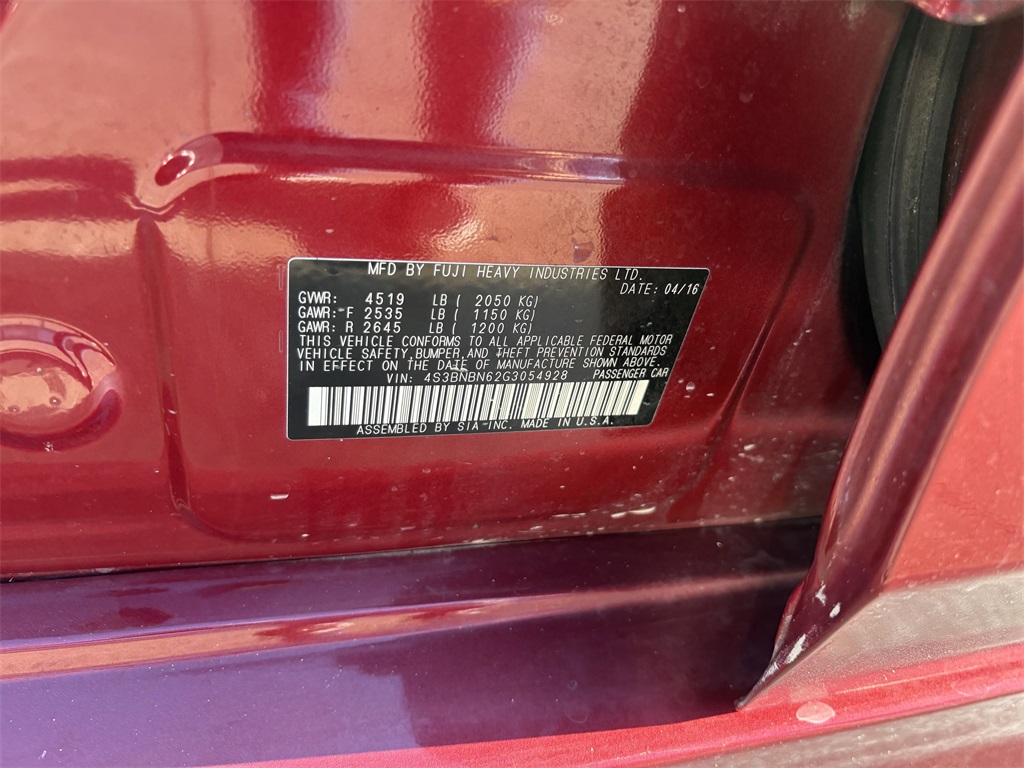 MFD BY FUJI HEAVY INDUSTRIES LTD.
DATE: 04/16
GVWR: 4519 LB ( 2050 KG)
GAWR: F 2535 LB ( 1150 KG)
GAWR: R 2645 LB ( 1200 KG)
THIS VEHICLE CONFORMS TO ALL APPLICABLE FEDERAL MOTOR
VEHICLE SAFETY, BUMPER, AND THEFT PREVENTION STANDARDS
IN EFFECT ON THE DATE OF MANUFACTURE SHOWN ABOVE.
VIN: 4S3BNBN62G3054928 PASSENGER CAR
ASSEMBLED BY SIA-INC. MADE IN U.S.A.